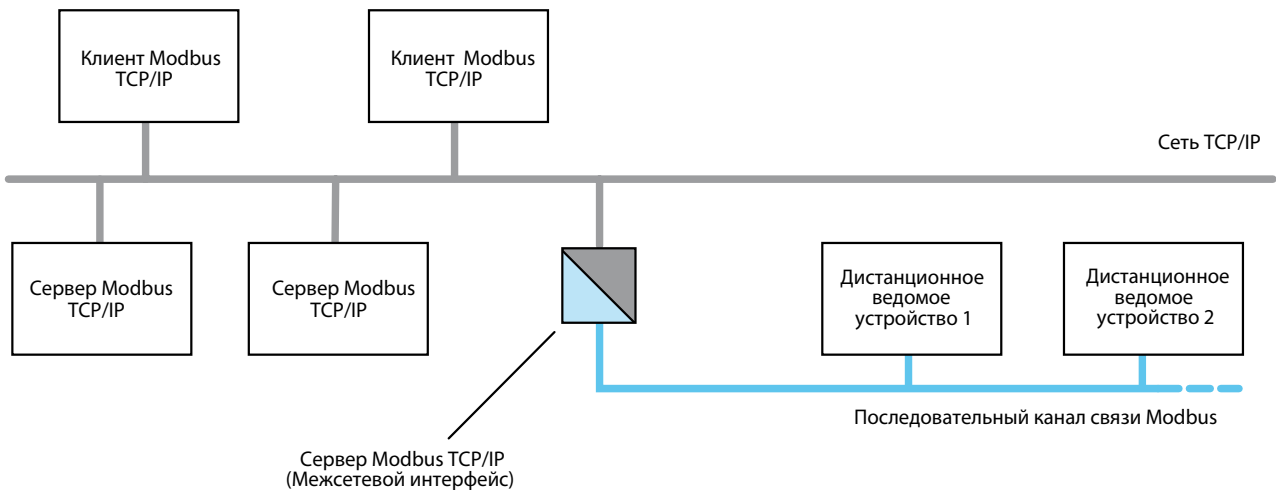 Клиент Modbus
TCP/IP
Клиент Modbus
TCP/IP
Сеть TCP/IP
Сервер Modbus
TCP/IP
Сервер Modbus
TCP/IP
Дистанционное
ведомое
устройство 1
Дистанционное
ведомое
устройство 2
Последовательный канал связи Modbus
Сервер Modbus TCP/IP
(Межсетевой интерфейс)